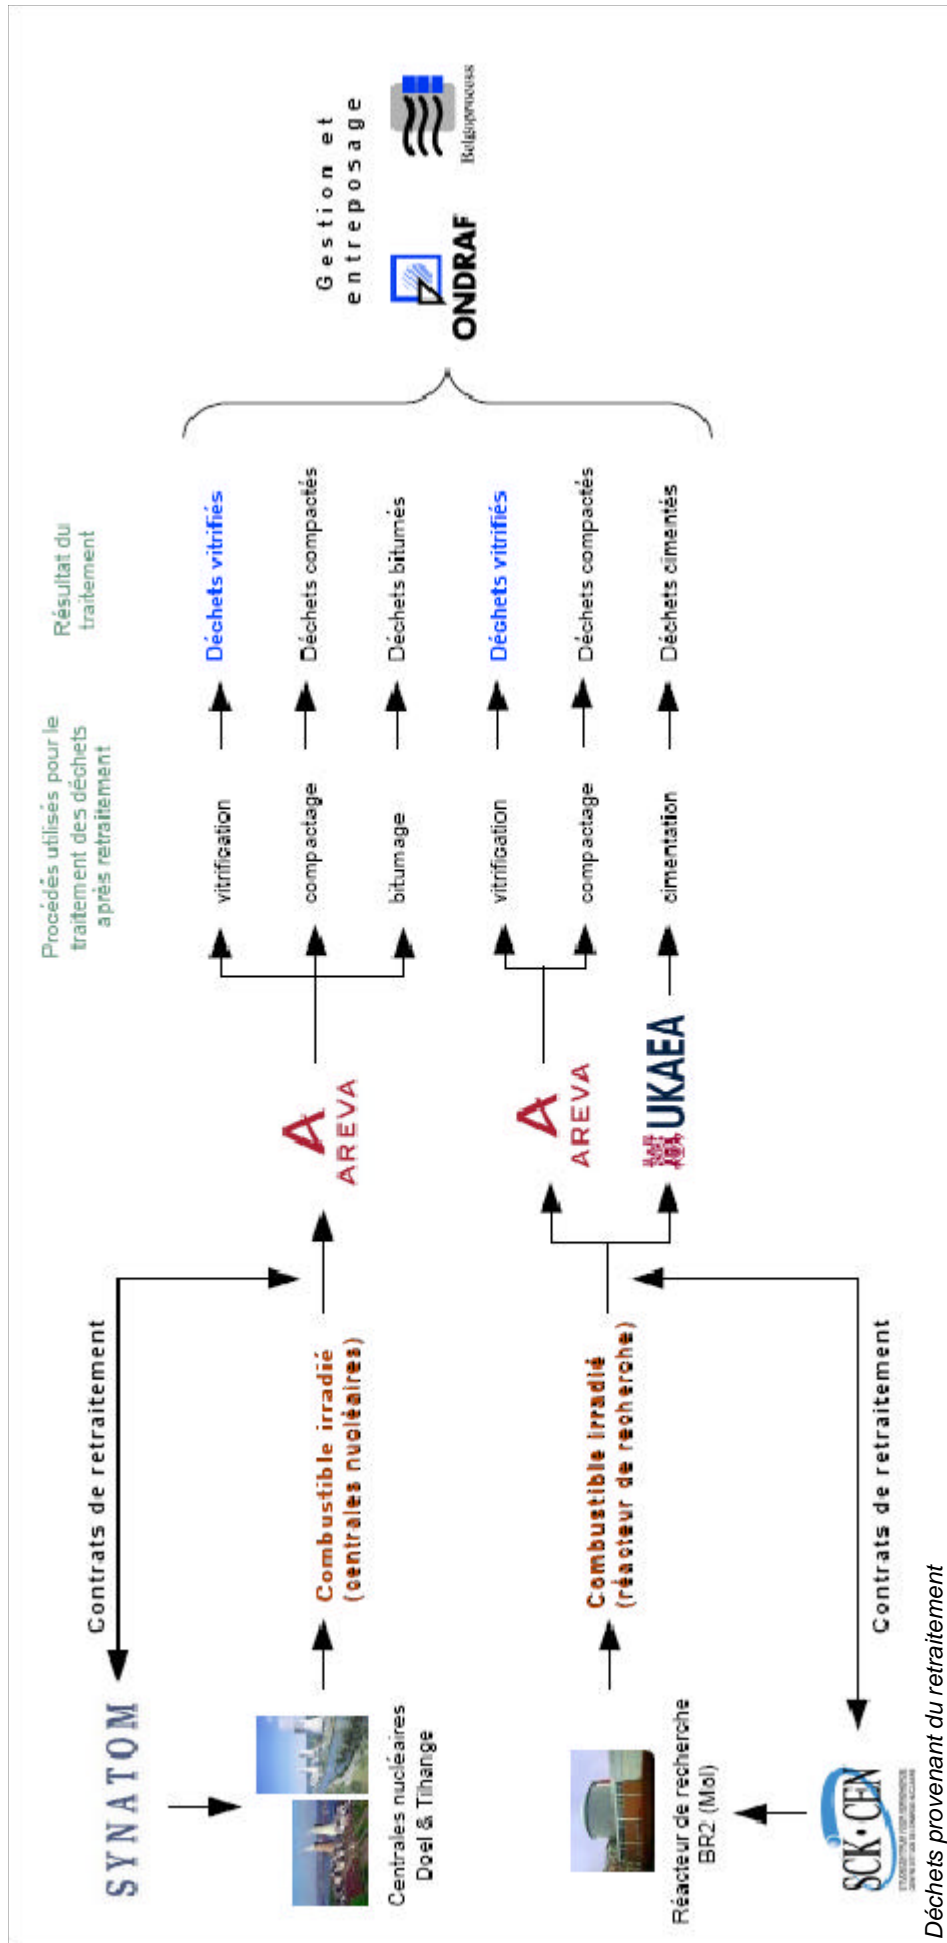 Procédés utilisés pour le
traitement des déchets
après retraitement
Résultat du
traitement
SYNATOM
Contrats de retraitement
Centrales nucléaires
Doel & Tihange
Combustible irradié
(centrales nucléaires)
AREVA
vitrification
Déchets vitrifiés
compactage
Déchets compactés
bitumage
Déchets bitumés
Gestion et
entreposage
ONDRAF
Belgoprocess
Réacteur de recherche
BR2 (Mol)
Combustible irradié
(réacteur de recherche)
AREVA
vitrification
Déchets vitrifiés
compactage
Déchets compactés
UKAEA
cimentation
Déchets cimentés
SCK•CEN
Contrats de retraitement
Déchets provenant du retraitement